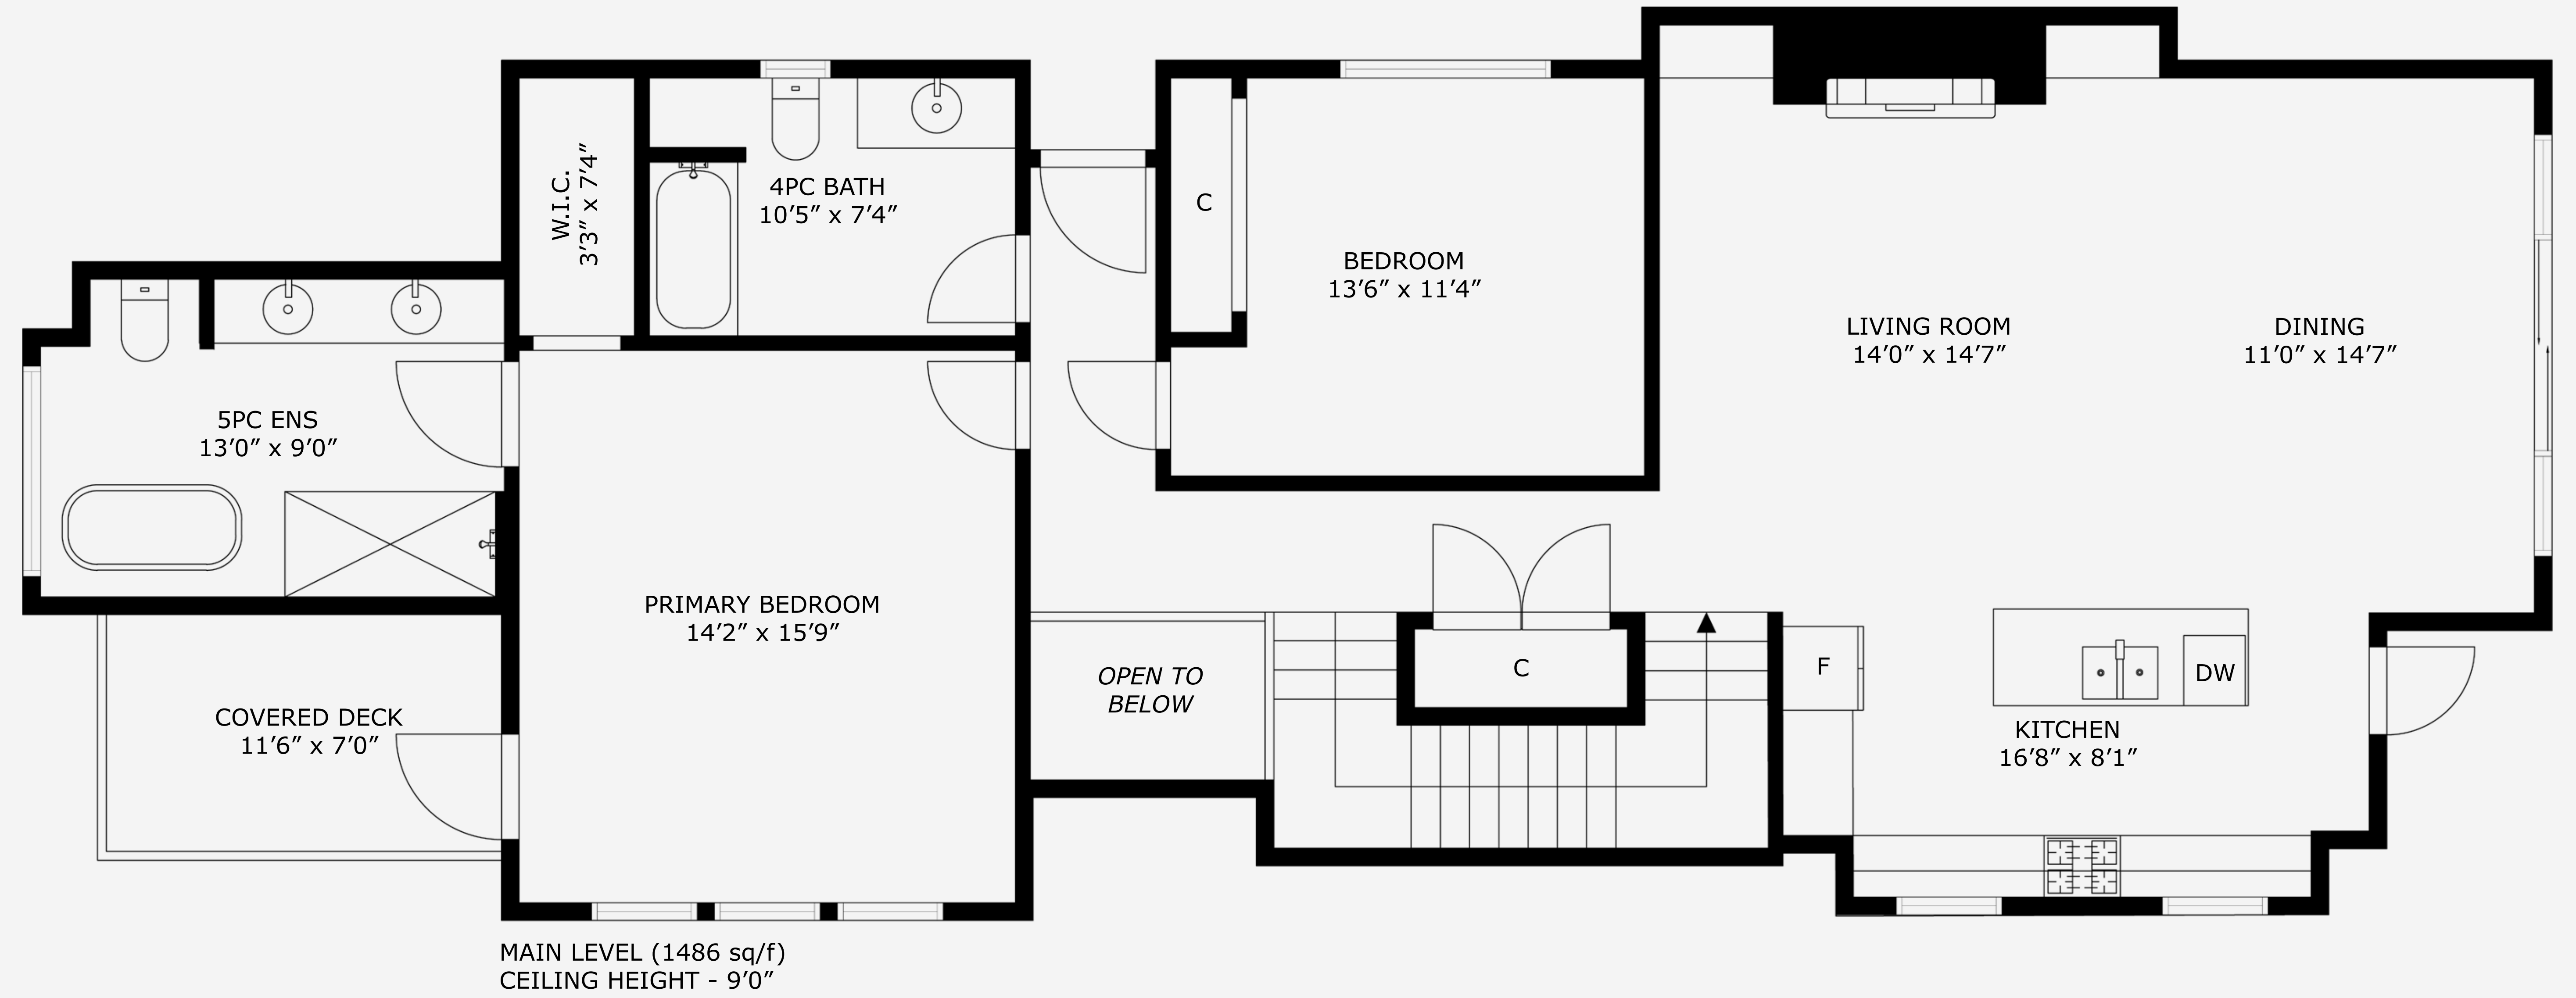 W.I.C.
3’3” x 7’4”
4PC BATH
10’5” x 7’4”
C
BEDROOM
13’6” x 11’4”
LIVING ROOM
14’0” x 14’7”
DINING
11’0” x 14’7”
5PC ENS
13’0” x 9’0”
PRIMARY BEDROOM
14’2” x 15’9”
COVERED DECK
11’6” x 7’0”
OPEN TO
BELOW
C
F
DW
KITCHEN
16’8” x 8’1”
MAIN LEVEL (1486 sq/f)
CEILING HEIGHT - 9’0”